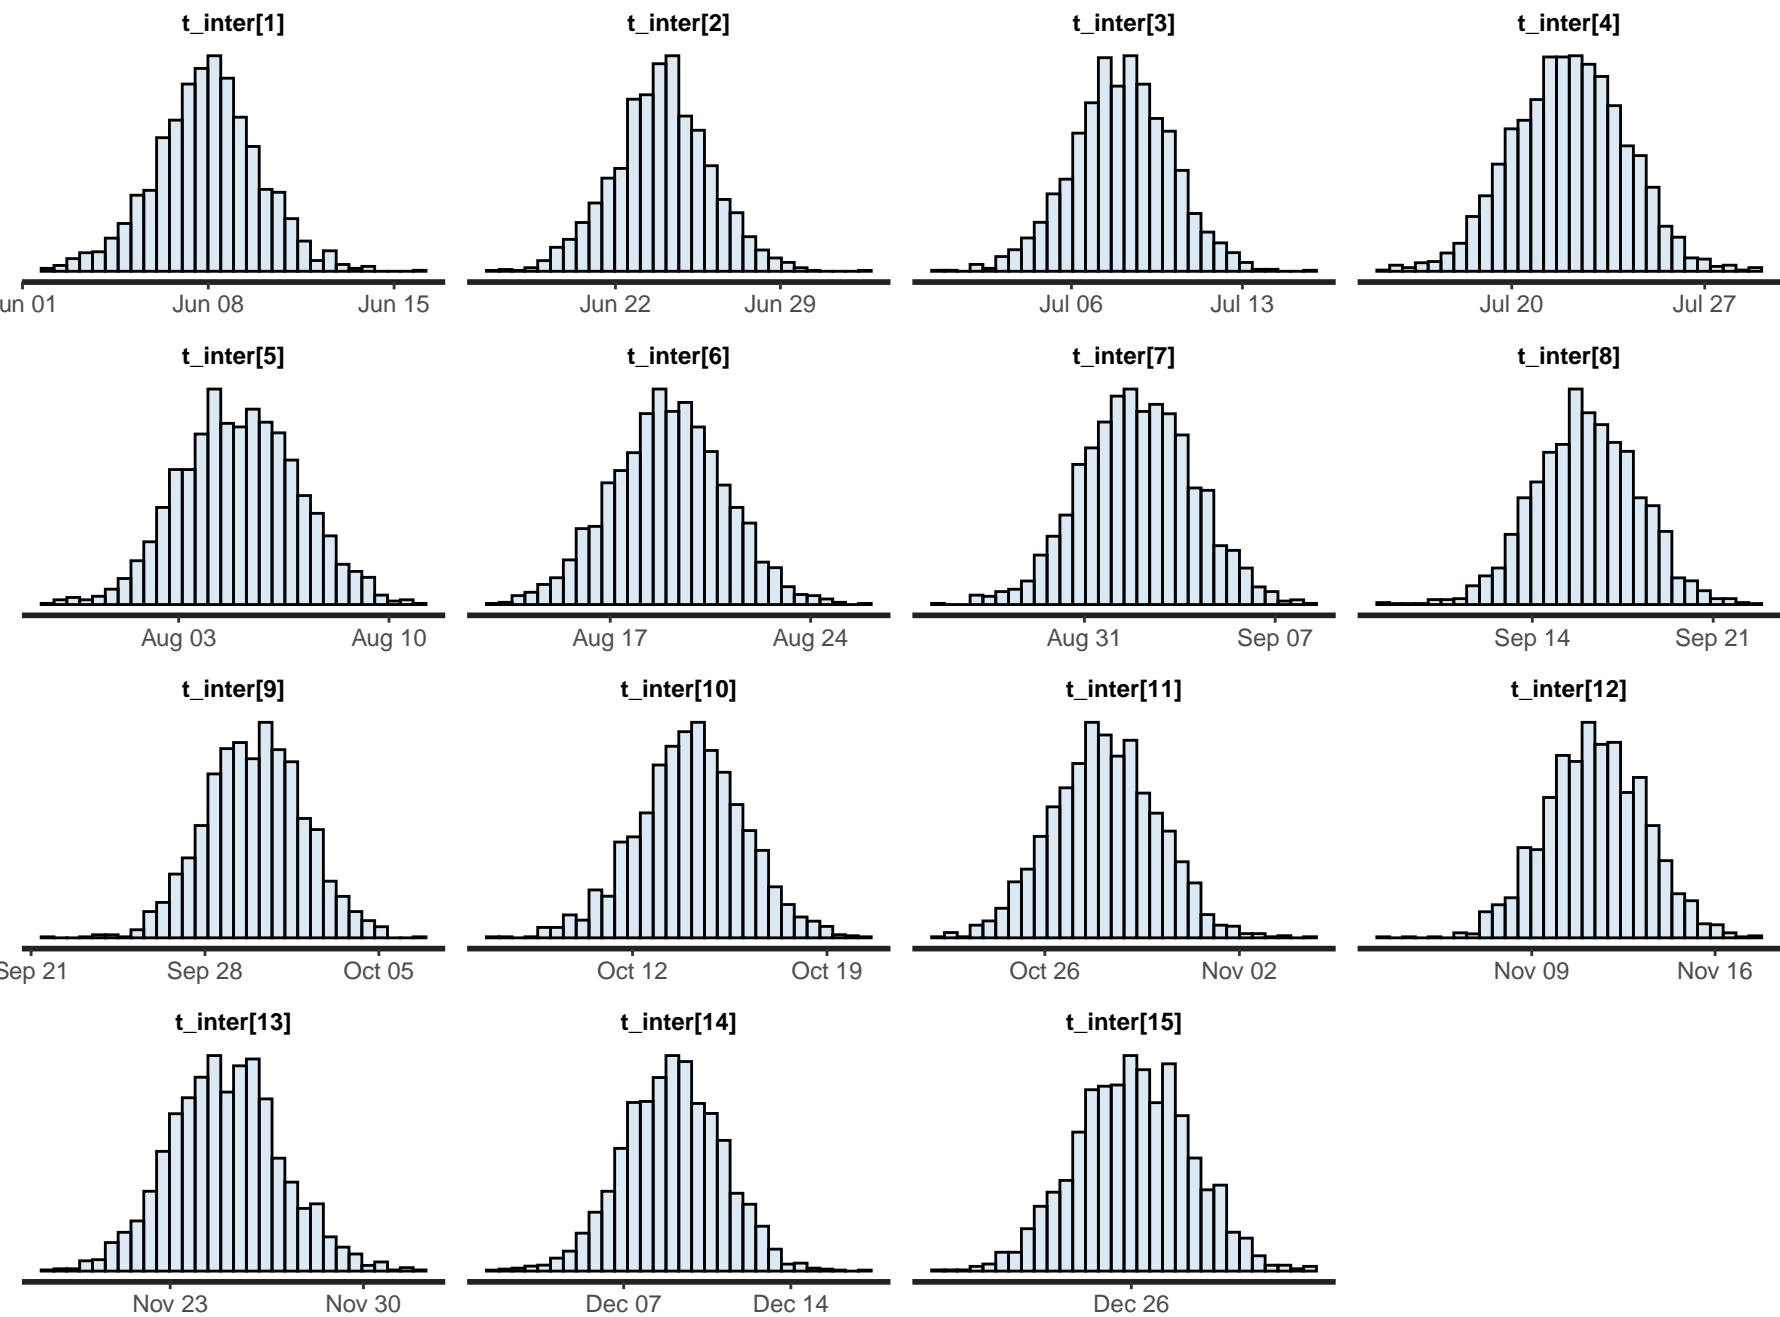 t_inter[1] t_inter[2] t_inter[3] t_inter[4]
un 01 Jun 08 Jun 15 Jun 22 Jun 29 Jul 06 Jul 13 Jul 20 Jul 27
t_inter[5] t_inter[6] t_inter[7] t_inter[8]
Aug 03 Aug 10 Aug 17 Aug 24 Aug 31 Sep 07 Sep 14 Sep 21
t_inter[9] t_inter[10] t_inter[11] t_inter[12]
Sep 21 Sep 28 Oct 05 Oct 12 Oct 19 Oct 26 Nov 02 Nov 09 Nov 16
t_inter[13] t_inter[14] t_inter[15]
Nov 23 Nov 30 Dec 07 Dec 14 Dec 26